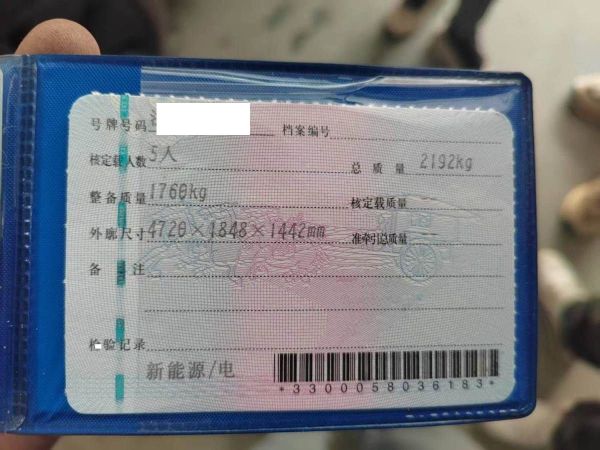 号牌号码 档案编号
核定载人数 5人 总质量 2192kg
整备质量 1760kg 核定载质量
外廓尺寸 4720×1848×1442mm 准牵引总质量
备注
检验记录
新能源/电
*3300058036183*